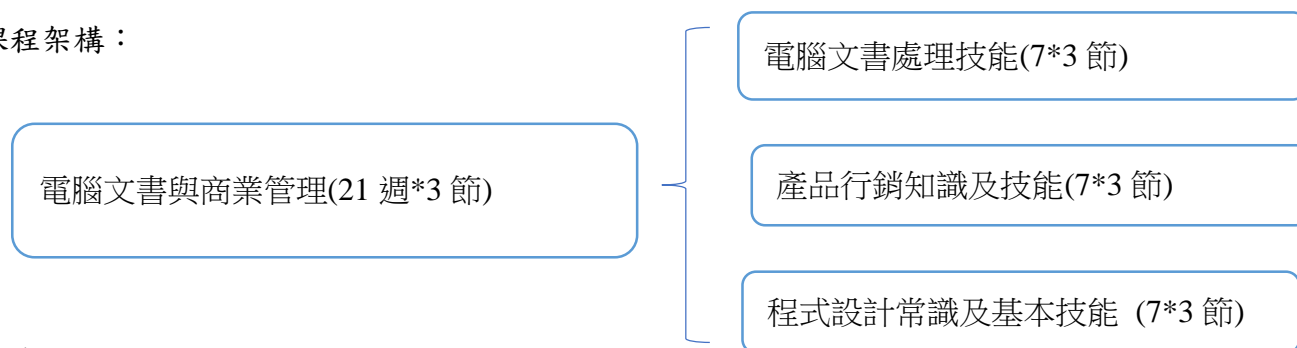 課程架構：
電腦文書與商業管理(21 週*3 節)
電腦文書處理技能(7*3 節)
產品行銷知識及技能(7*3 節)
程式設計常識及基本技能 (7*3 節)